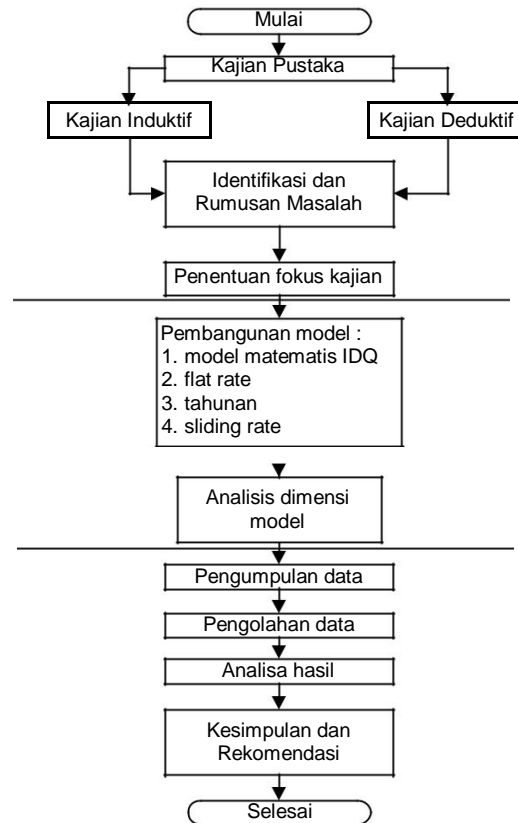 Mulai
Kajian Pustaka
Kajian Induktif
Kajian Deduktif
Identifikasi dan
Rumusan Masalah
Penentuan fokus kajian
Pembangunan model :
1. model matematis IDQ
2. flat rate
3. tahunan
4. sliding rate
Analisis dimensi
model
Pengumpulan data
Pengolahan data
Analisa hasil
Kesimpulan dan
Rekomendasi
Selesai